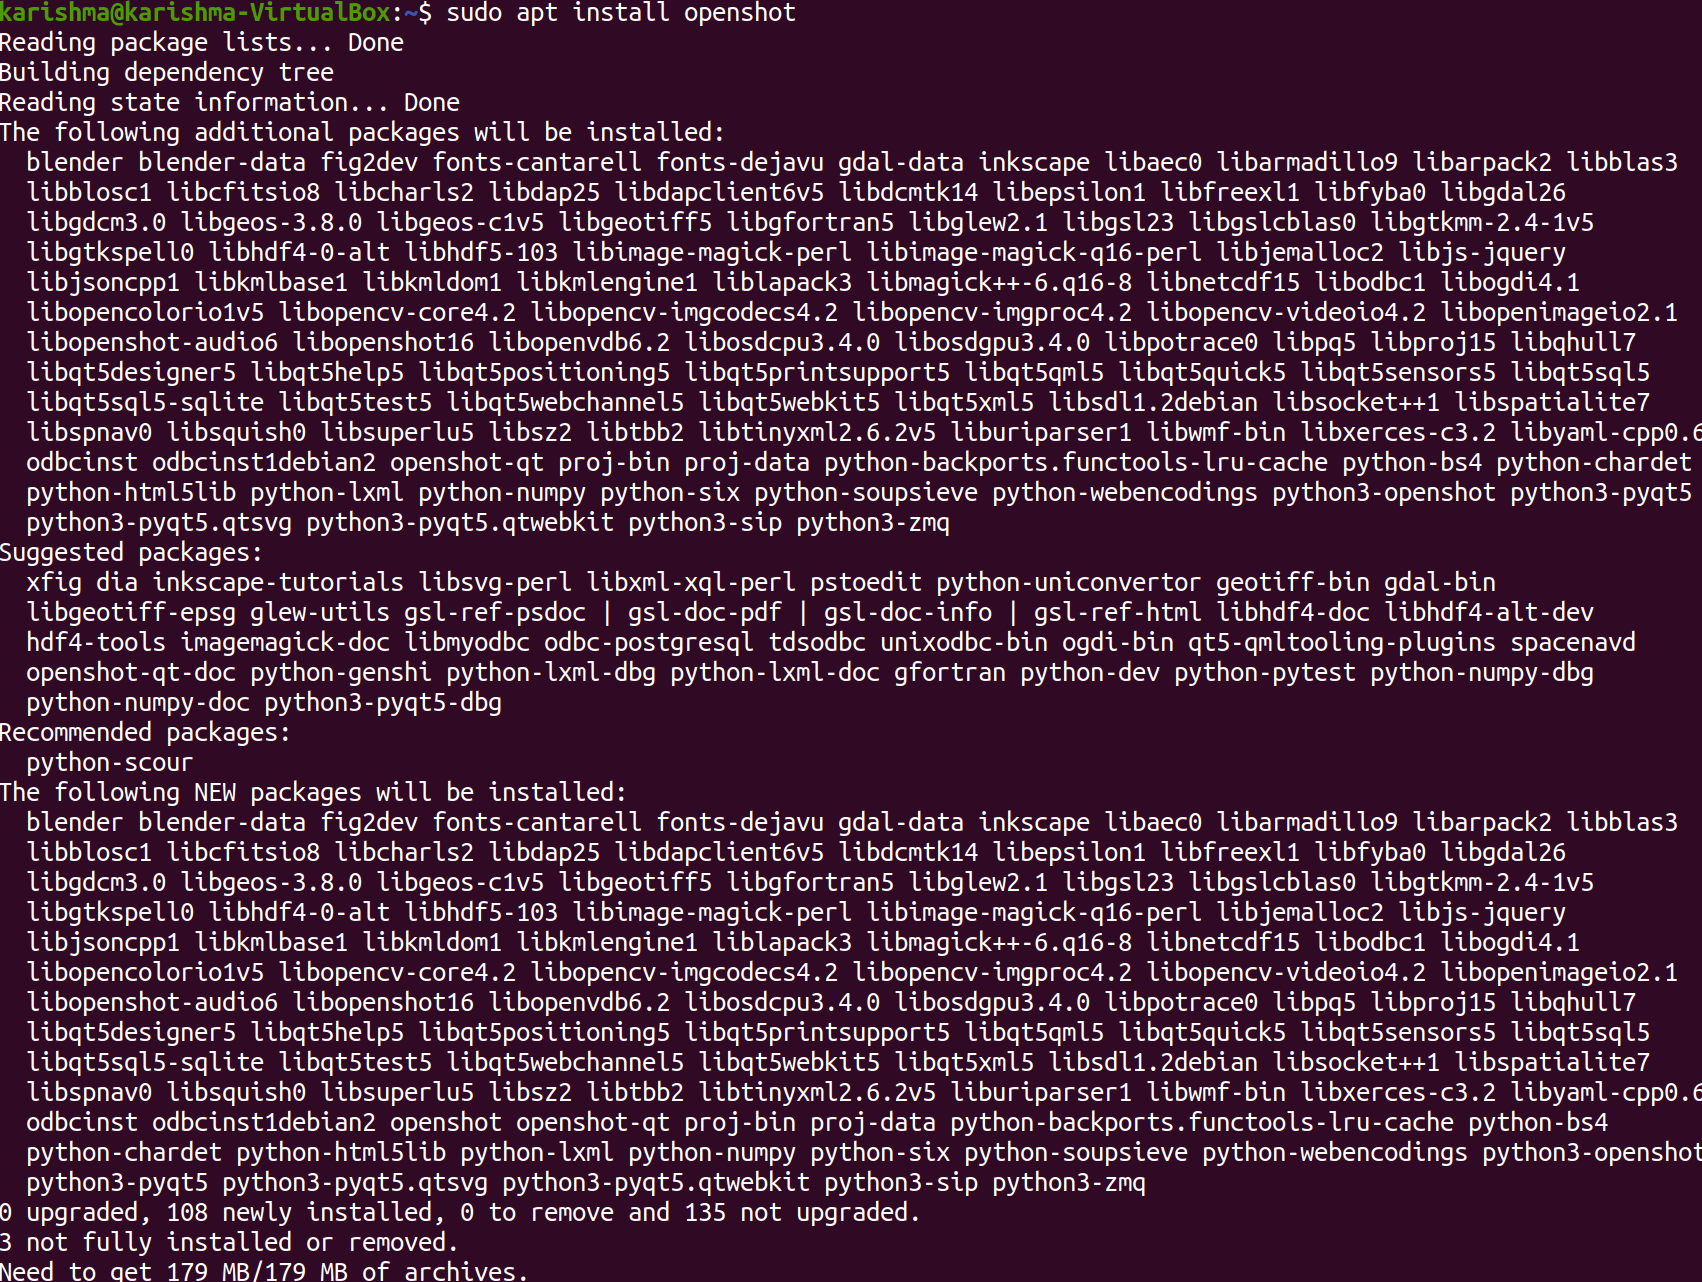 karishma@karishma-VirtualBox:~$ sudo apt install openshot
Reading package lists... Done
Building dependency tree
Reading state information... Done
The following additional packages will be installed:
  blender blender-data fig2dev fonts-cantarell fonts-dejavu gdal-data inkscape libaec0 libarmadillo9 libarpack2 libblas3
  libblosc1 libcfitsio8 libcharls2 libdap25 libdapclient6v5 libdcmtk14 libepsilon1 libfreexl1 libfyba0 libgdal26
  libgdcm3.0 libgeos-3.8.0 libgeos-c1v5 libgeotiff5 libgfortran5 libglew2.1 libgsl23 libgslcblas0 libgtkmm-2.4-1v5
  libgtkspell0 libhdf4-0-alt libhdf5-103 libimage-magick-perl libimage-magick-q16-perl libjemalloc2 libjs-jquery
  libjsoncpp1 libkmlbase1 libkmldom1 libkmlengine1 liblapack3 libmagick++-6.q16-8 libnetcdf15 libodbc1 libogdi4.1
  libopencolorio1v5 libopencv-core4.2 libopencv-imgcodecs4.2 libopencv-imgproc4.2 libopencv-videoio4.2 libopenimageio2.1
  libopenshot-audio6 libopenshot16 libopenvdb6.2 libosdcpu3.4.0 libosdgpu3.4.0 libpotrace0 libpq5 libproj15 libqhull7
  libqt5designer5 libqt5help5 libqt5positioning5 libqt5printsupport5 libqt5qml5 libqt5quick5 libqt5sensors5 libqt5sql5
  libqt5sql5-sqlite libqt5test5 libqt5webchannel5 libqt5webkit5 libqt5xml5 libsdl1.2debian libsocket++1 libspatialite7
  libspnav0 libsquish0 libsuperlu5 libsz2 libtbb2 libtinyxml2.6.2v5 liburiparser1 libwmf-bin libxerces-c3.2 libyaml-cpp0.6
  odbcinst odbcinst1debian2 openshot-qt proj-bin proj-data python-backports.functools-lru-cache python-bs4 python-chardet
  python-html5lib python-lxml python-numpy python-six python-soupsieve python-webencodings python3-openshot python3-pyqt5
  python3-pyqt5.qtsvg python3-pyqt5.qtwebkit python3-sip python3-zmq
Suggested packages:
  xfig dia inkscape-tutorials libsvg-perl libxml-xql-perl pstoedit python-uniconvertor geotiff-bin gdal-bin
  libgeotiff-epsg glew-utils gsl-ref-psdoc | gsl-doc-pdf | gsl-doc-info | gsl-ref-html libhdf4-doc libhdf4-alt-dev
  hdf4-tools imagemagick-doc libmyodbc odbc-postgresql tdsodbc unixodbc-bin ogdi-bin qt5-qmltooling-plugins spacenavd
  openshot-qt-doc python-genshi python-lxml-dbg python-lxml-doc gfortran python-dev python-pytest python-numpy-dbg
  python-numpy-doc python3-pyqt5-dbg
Recommended packages:
  python-scour
The following NEW packages will be installed:
  blender blender-data fig2dev fonts-cantarell fonts-dejavu gdal-data inkscape libaec0 libarmadillo9 libarpack2 libblas3
  libblosc1 libcfitsio8 libcharls2 libdap25 libdapclient6v5 libdcmtk14 libepsilon1 libfreexl1 libfyba0 libgdal26
  libgdcm3.0 libgeos-3.8.0 libgeos-c1v5 libgeotiff5 libgfortran5 libglew2.1 libgsl23 libgslcblas0 libgtkmm-2.4-1v5
  libgtkspell0 libhdf4-0-alt libhdf5-103 libimage-magick-perl libimage-magick-q16-perl libjemalloc2 libjs-jquery
  libjsoncpp1 libkmlbase1 libkmldom1 libkmlengine1 liblapack3 libmagick++-6.q16-8 libnetcdf15 libodbc1 libogdi4.1
  libopencolorio1v5 libopencv-core4.2 libopencv-imgcodecs4.2 libopencv-imgproc4.2 libopencv-videoio4.2 libopenimageio2.1
  libopenshot-audio6 libopenshot16 libopenvdb6.2 libosdcpu3.4.0 libosdgpu3.4.0 libpotrace0 libpq5 libproj15 libqhull7
  libqt5designer5 libqt5help5 libqt5positioning5 libqt5printsupport5 libqt5qml5 libqt5quick5 libqt5sensors5 libqt5sql5
  libqt5sql5-sqlite libqt5test5 libqt5webchannel5 libqt5webkit5 libqt5xml5 libsdl1.2debian libsocket++1 libspatialite7
  libspnav0 libsquish0 libsuperlu5 libsz2 libtbb2 libtinyxml2.6.2v5 liburiparser1 libwmf-bin libxerces-c3.2 libyaml-cpp0.6
  odbcinst odbcinst1debian2 openshot openshot-qt proj-bin proj-data python-backports.functools-lru-cache python-bs4
  python-chardet python-html5lib python-lxml python-numpy python-six python-soupsieve python-webencodings python3-openshot
  python3-pyqt5 python3-pyqt5.qtsvg python3-pyqt5.qtwebkit python3-sip python3-zmq
0 upgraded, 108 newly installed, 0 to remove and 135 not upgraded.
3 not fully installed or removed.
Need to get 179 MB/179 MB of archives.